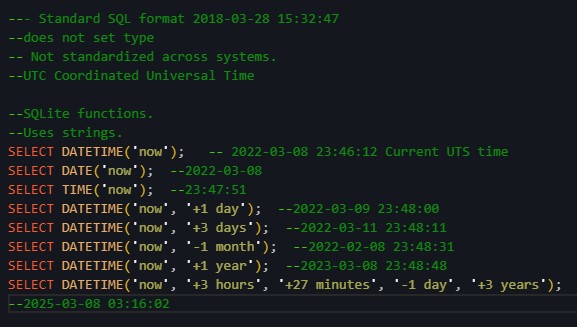 --- Standard SQL format 2018-03-28 15:32:47
--does not set type
-- Not standardized across systems.
--UTC Coordinated Universal Time
--SQLite functions.
--Uses strings.
SELECT DATETIME('now');   -- 2022-03-08 23:46:12 Current UTS time
SELECT DATE('now');  --2022-03-08
SELECT TIME('now');  --23:47:51
SELECT DATETIME('now', '+1 day');  --2022-03-09 23:48:00
SELECT DATETIME('now', '+3 days');  --2022-03-11 23:48:11
SELECT DATETIME('now', '-1 month');  --2022-02-08 23:48:31
SELECT DATETIME('now', '+1 year');  --2023-03-08 23:48:48
SELECT DATETIME('now', '+3 hours', '+27 minutes', '-1 day', '+3 years');
--2025-03-08 03:16:02